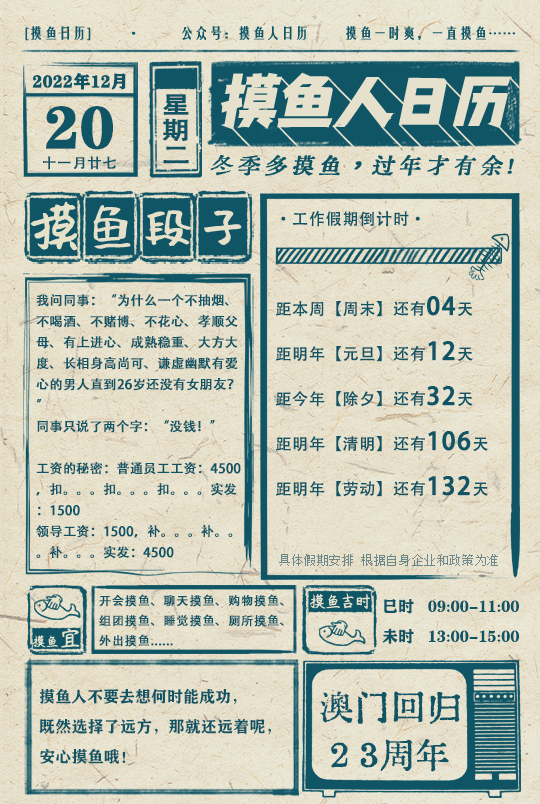 [摸鱼日历] · 公众号：摸鱼人日历 摸鱼一时爽，一直摸鱼……
2022年12月
20
十一月廿七
星期二
摸鱼人日历
冬季多摸鱼，过年才有余！
摸鱼段子
我问同事：“为什么一个不抽烟、
不喝酒、不赌博、不花心、孝顺父
母、有上进心、成熟稳重、大方大
度、长相身高尚可、谦虚幽默有爱
心的男人直到26岁还没有女朋友？
”
同事只说了两个字：“没钱！”
工资的秘密：普通员工工资：4500
，扣。。。扣。。。扣。。。实发
：1500
领导工资：1500，补。。。补。。
。补。。。实发：4500
·工作假期倒计时·
距本周【周末】还有04天
距明年【元旦】还有12天
距今年【除夕】还有32天
距明年【清明】还有106天
距明年【劳动】还有132天
具体假期安排 根据自身企业和政策为准
摸鱼宜
开会摸鱼、聊天摸鱼、购物摸鱼、
组团摸鱼、睡觉摸鱼、厕所摸鱼、
外出摸鱼……
摸鱼吉时
巳时 09:00-11:00
未时 13:00-15:00
摸鱼人不要去想何时能成功，
既然选择了远方，那就还远着呢，
安心摸鱼哦！
澳门回归
23周年